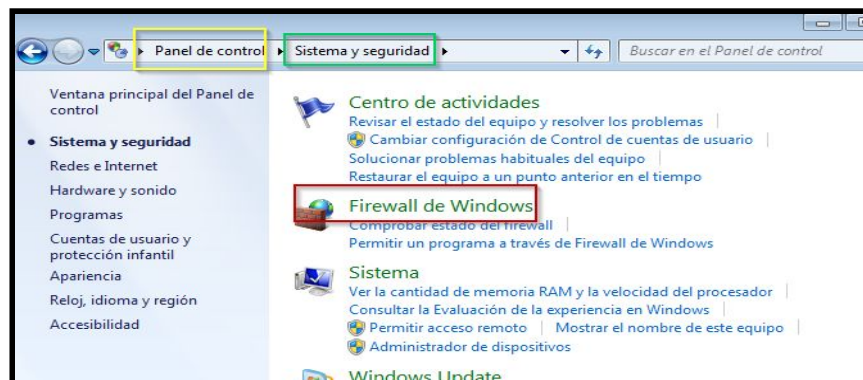 Panel de control
Sistema y seguridad
Buscar en el Panel de control
Ventana principal del Panel de
control
Sistema y seguridad
Redes e Internet
Hardware y sonido
Programas
Cuentas de usuario y
protección infantil
Apariencia
Reloj, idioma y región
Accesibilidad
Centro de actividades
Revisar el estado del equipo y resolver los problemas
Cambiar configuración de Control de cuentas de usuario
Solucionar problemas habituales del equipo
Restaurar el equipo a un punto anterior en el tiempo
Firewall de Windows
Comprobar estado del firewall
Permitir un programa a través de Firewall de Windows
Sistema
Ver la cantidad de memoria RAM y la velocidad del procesador
Consultar la Evaluación de la experiencia en Windows
Permitir acceso remoto Mostrar el nombre de este equipo
Administrador de dispositivos
Windows Update